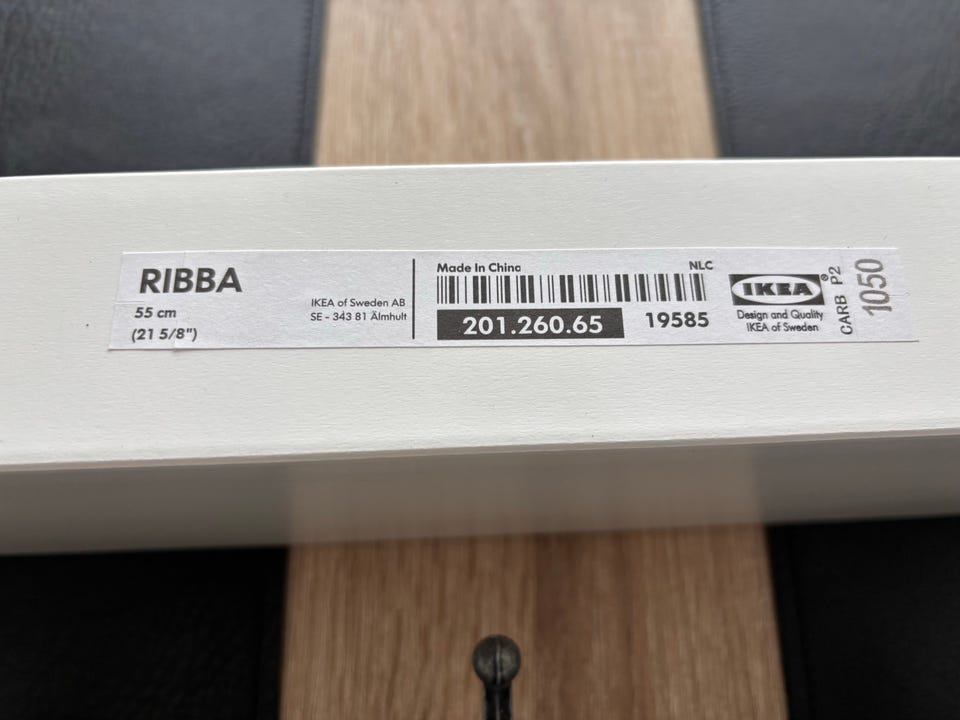 RIBBA
55 cm
(21 5/8")
IKEA of Sweden AB
SE - 343 81 Älmhult
Made In China
NLC
201.260.65
19585
IKEA®
Design and Quality
IKEA of Sweden
CARB P2
1050